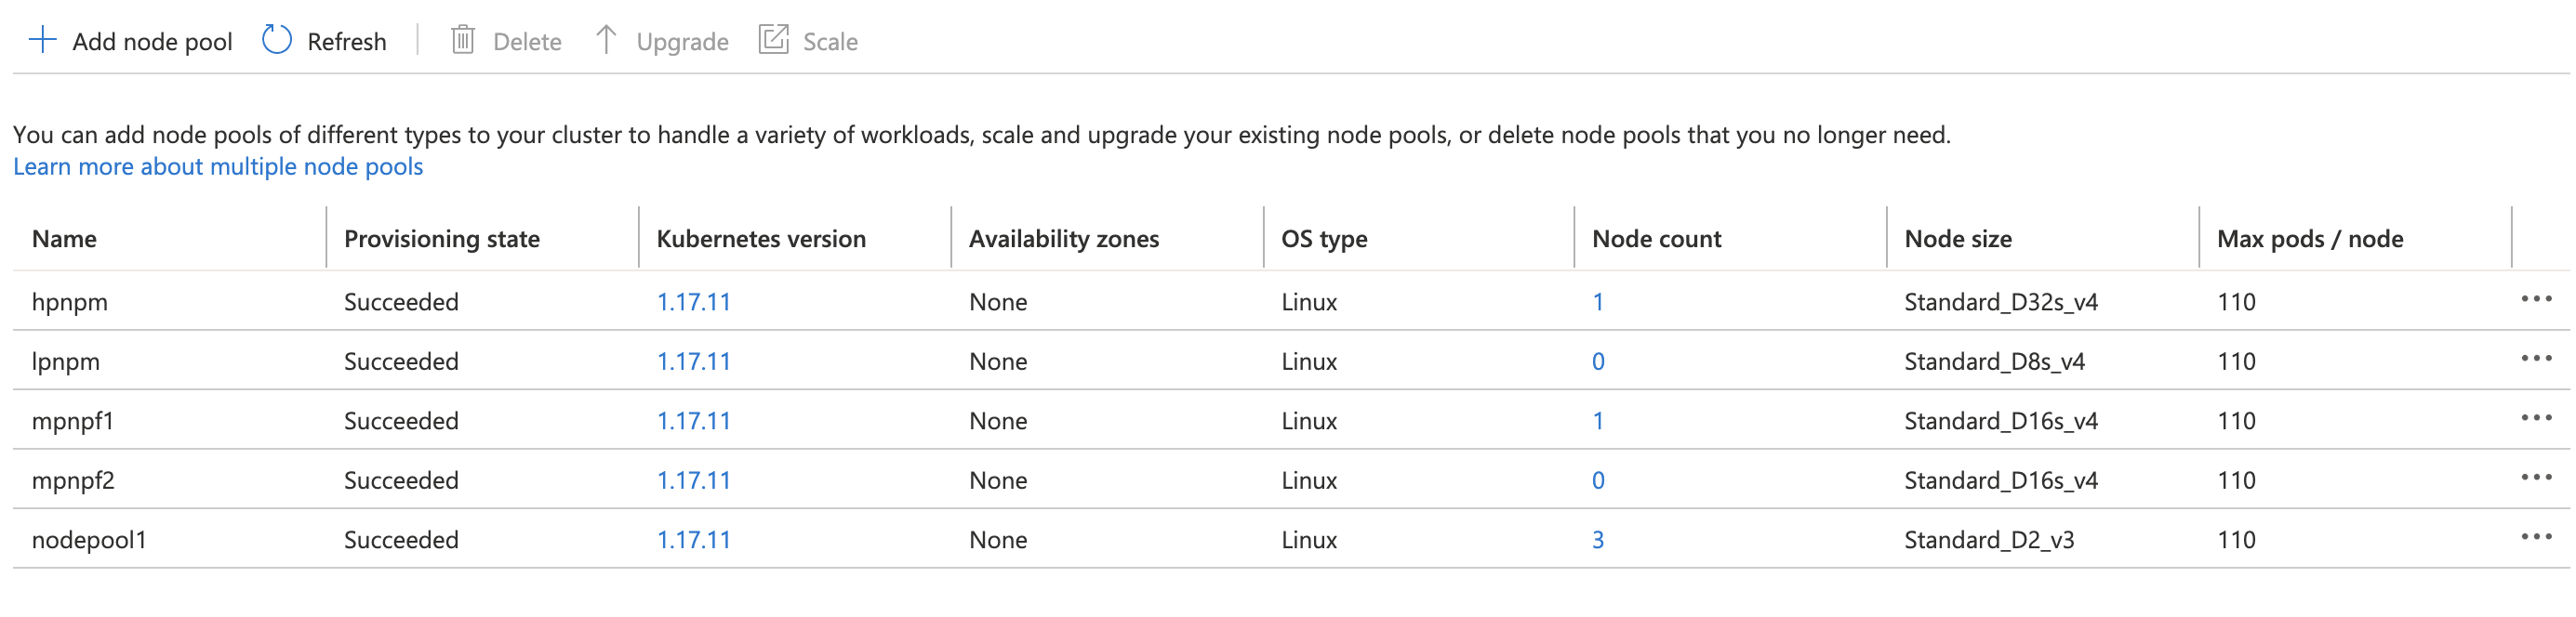 Add node pool Refresh Delete Upgrade Scale
You can add node pools of different types to your cluster to handle a variety of workloads, scale and upgrade your existing node pools, or delete node pools that you no longer need.
Learn more about multiple node pools
Name Provisioning state Kubernetes version Availability zones OS type Node count Node size Max pods / node
hpnpm Succeeded 1.17.11 None Linux 1 Standard_D32s_v4 110
lpnpm Succeeded 1.17.11 None Linux 0 Standard_D8s_v4 110
mpnpf1 Succeeded 1.17.11 None Linux 1 Standard_D16s_v4 110
mpnpf2 Succeeded 1.17.11 None Linux 0 Standard_D16s_v4 110
nodepool1 Succeeded 1.17.11 None Linux 3 Standard_D2_v3 110